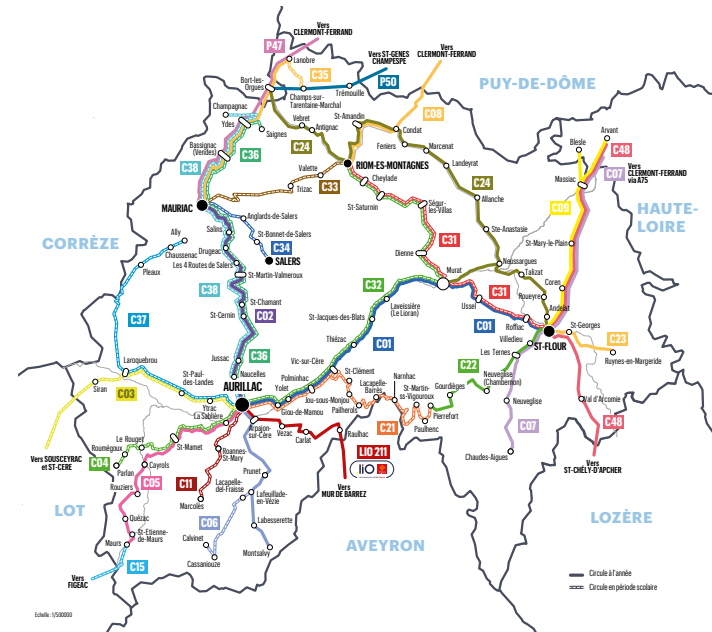 Vers
CLERMONT-FERRAND
P47
Lanobre
Vers ST-GENES
CHAMPESPE
Vers
CLERMONT-FERRAND
Bort-les-
Orgues
C35
P50
PUY-DE-DÔME
Trémouille
Champs-sur-
Tarentaine-Marchal
Champagnac
Ydes
Saignes
Vebret
Antignac
St-Amandin
C08
Condat
Feniers
Marcenat
Landeyrat
Arvant
Blesle
C48
C07
Vers
CLERMONT-FERRAND
via A75
Massiac
Bassignac
(Vendes)
C36
C38
C24
RIOM-ES-MONTAGNES
Valette
Cheylade
C33
Trizac
C24
Allanche
C09
HAUTE-
LOIRE
MAURIAC
St-Saturnin
Ségur-
les-Villas
Anglards-de-Salers
Salins
St-Bonnet-de-Salers
Ste-Anastasie
St-Mary-le-Plain
CORRÈZE
Ally
Chaussenac
Drugeac
C34
C31
Pleaux
Les 4 Routes de Salers
SALERS
Dienne
Neussargues
St-Martin-Valmeroux
Murat
Talizat
C38
C32
Coren
C37
St-Chamant
C02
St-Cernin
Laveissière
(Le Lioran)
C31
Roueyre
Ussel
St-Jacques-des-Blats
C01
Andelat
Roffiac
St-Georges
Thiézac
C01
Villedieu
ST-FLOUR
C23
Jussac
C36
Vic-sur-Cère
Les Ternes
Ruynes-en-Margeride
Laroquebrou
Naucelles
Polminhac
St-Clément
C22
Siran
St-Paul-
des-Landes
AURILLAC
Yolet
Lacapelle-
Barrès
Narnhac
Gourdièges
Neuveglise
(Chambernon)
C03
Jou-sous-Monjou
St-Martin-
ss-Vigouroux
Val d'Arcomie
Ytrac
La Sablière
Giou-de-Mamou
Pailherols
Pierrefort
Neuveglise
Arpajon-
sur-Cère
C21
Paulhenc
C07
C48
Le Rouget
St-Mamet
Vezac
Carlat
Raulhac
Roumégoux
Vers SOUSCEYRAC
et ST-CERE
C04
Roannes-
St-Mary
LIO 211
Chaudes-Aigues
Parlan
Cayrols
liO
Vers
ST-CHÉLY-D'APCHER
C05
C11
Prunet
Rouziers
Lacapelle-
del-Fraisse
Vers
MUR DE BARREZ
Marcolès
Lafeuillade-
en-Vézie
LOT
C06
LOZÈRE
Quézac
Labesserette
AVEYRON
St-Etienne-
de-Maurs
Calvinet
Maurs
Montsalvy
C15
Cassaniouze
Vers
FIGEAC
Circule à l'année
Circule en période scolaire
Echelle : 1/500000